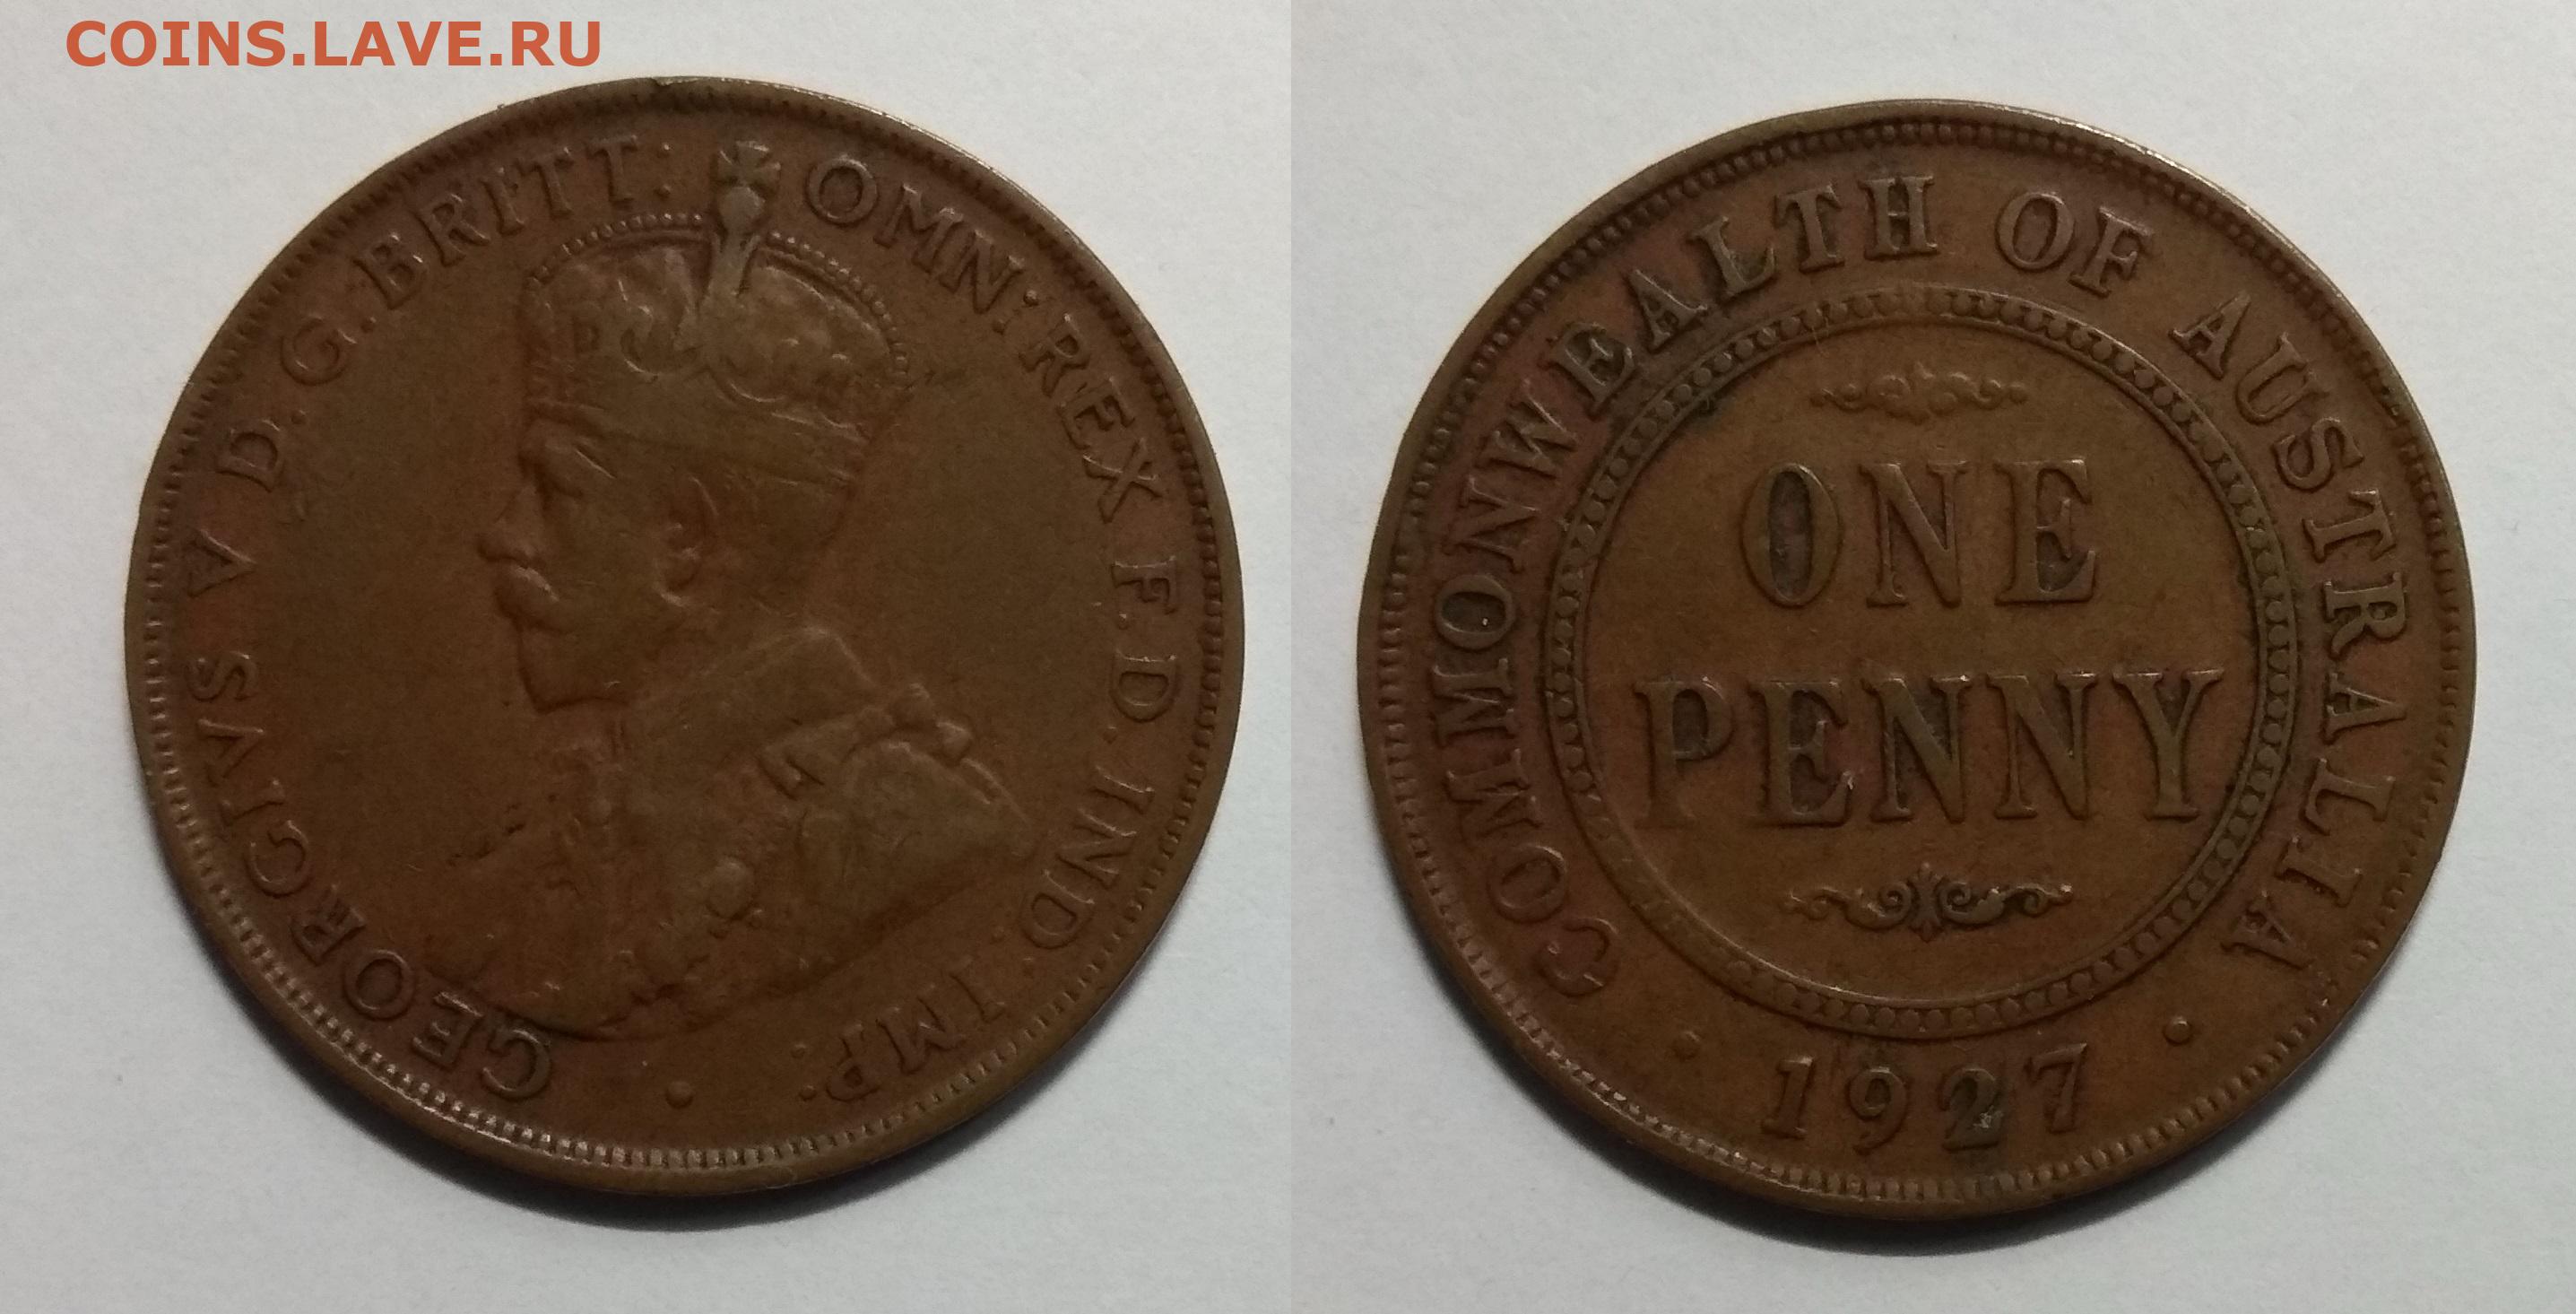 COINS.LAVE.RU
GEORGIVS V D.G.BRITT: OMN:REX F.D.IND:IMP:
COMMONWEALTH OF AUSTRALIA
ONE
PENNY
· 1927 ·